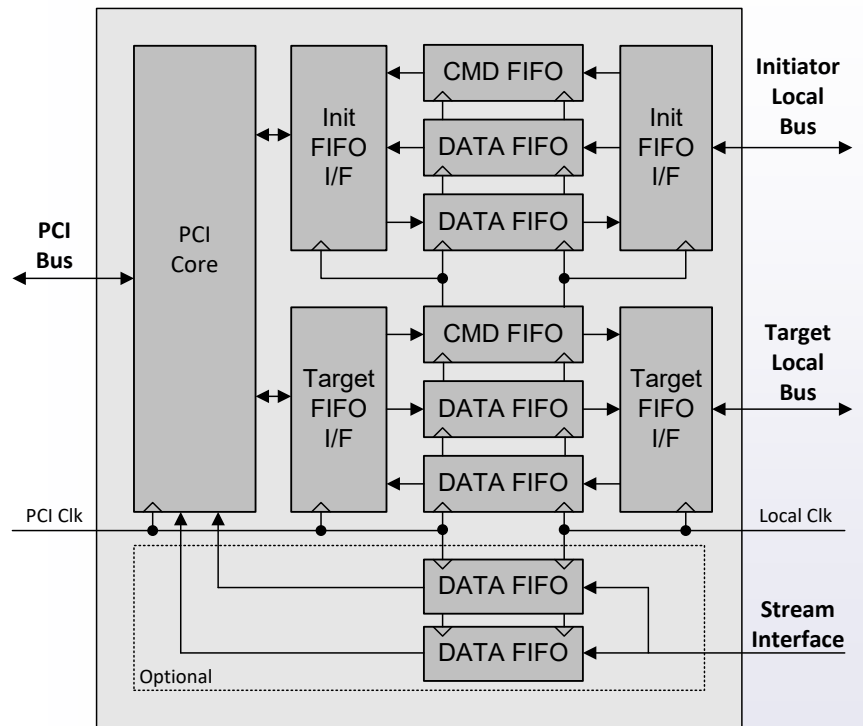 PCI
Bus
PCI
Core
Init
FIFO
I/F
CMD FIFO
DATA FIFO
DATA FIFO
Init
FIFO
I/F
Initiator
Local
Bus
Target
FIFO
I/F
CMD FIFO
DATA FIFO
DATA FIFO
Target
FIFO
I/F
Target
Local
Bus
PCI Clk
Local Clk
DATA FIFO
DATA FIFO
Optional
Stream
Interface